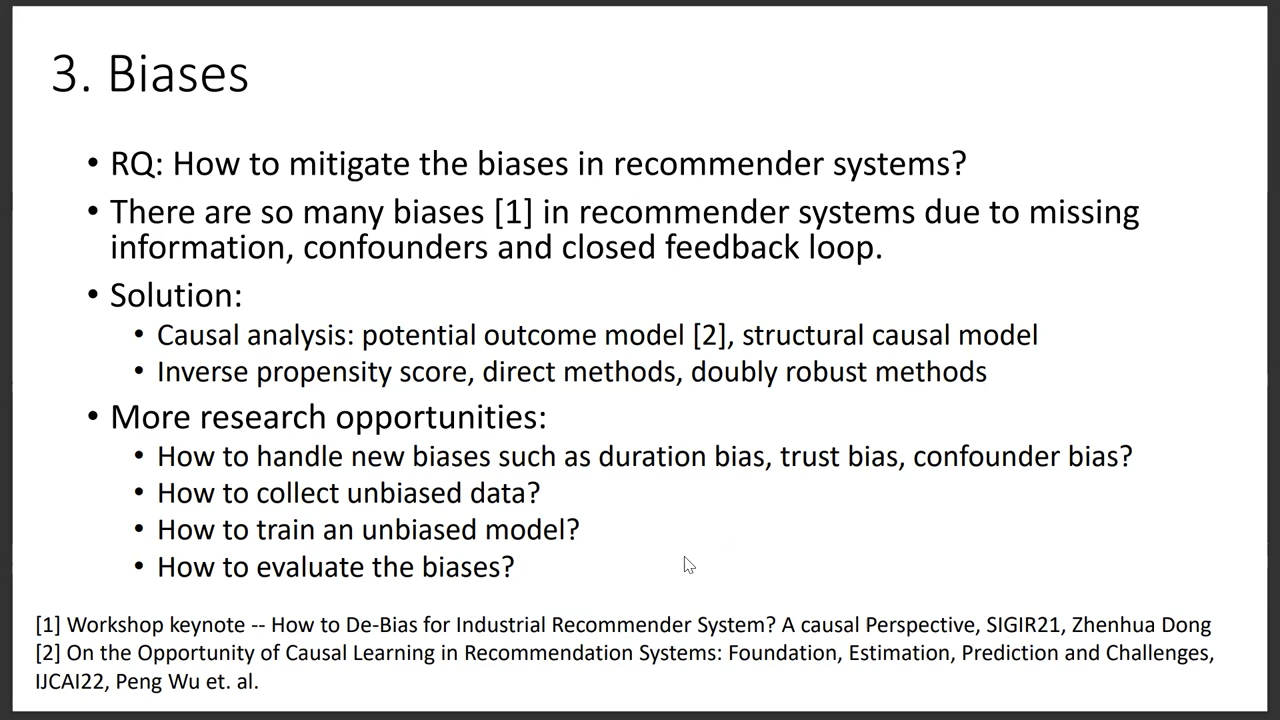 3. Biases
• RQ: How to mitigate the biases in recommender systems?
• There are so many biases [1] in recommender systems due to missing
information, confounders and closed feedback loop.
• Solution:
• Causal analysis: potential outcome model [2], structural causal model
• Inverse propensity score, direct methods, doubly robust methods
• More research opportunities:
• How to handle new biases such as duration bias, trust bias, confounder bias?
• How to collect unbiased data?
• How to train an unbiased model?
• How to evaluate the biases?
[1] Workshop keynote -- How to De-Bias for Industrial Recommender System? A causal Perspective, SIGIR21, Zhenhua Dong
[2] On the Opportunity of Causal Learning in Recommendation Systems: Foundation, Estimation, Prediction and Challenges,
IJCAI22, Peng Wu et. al.